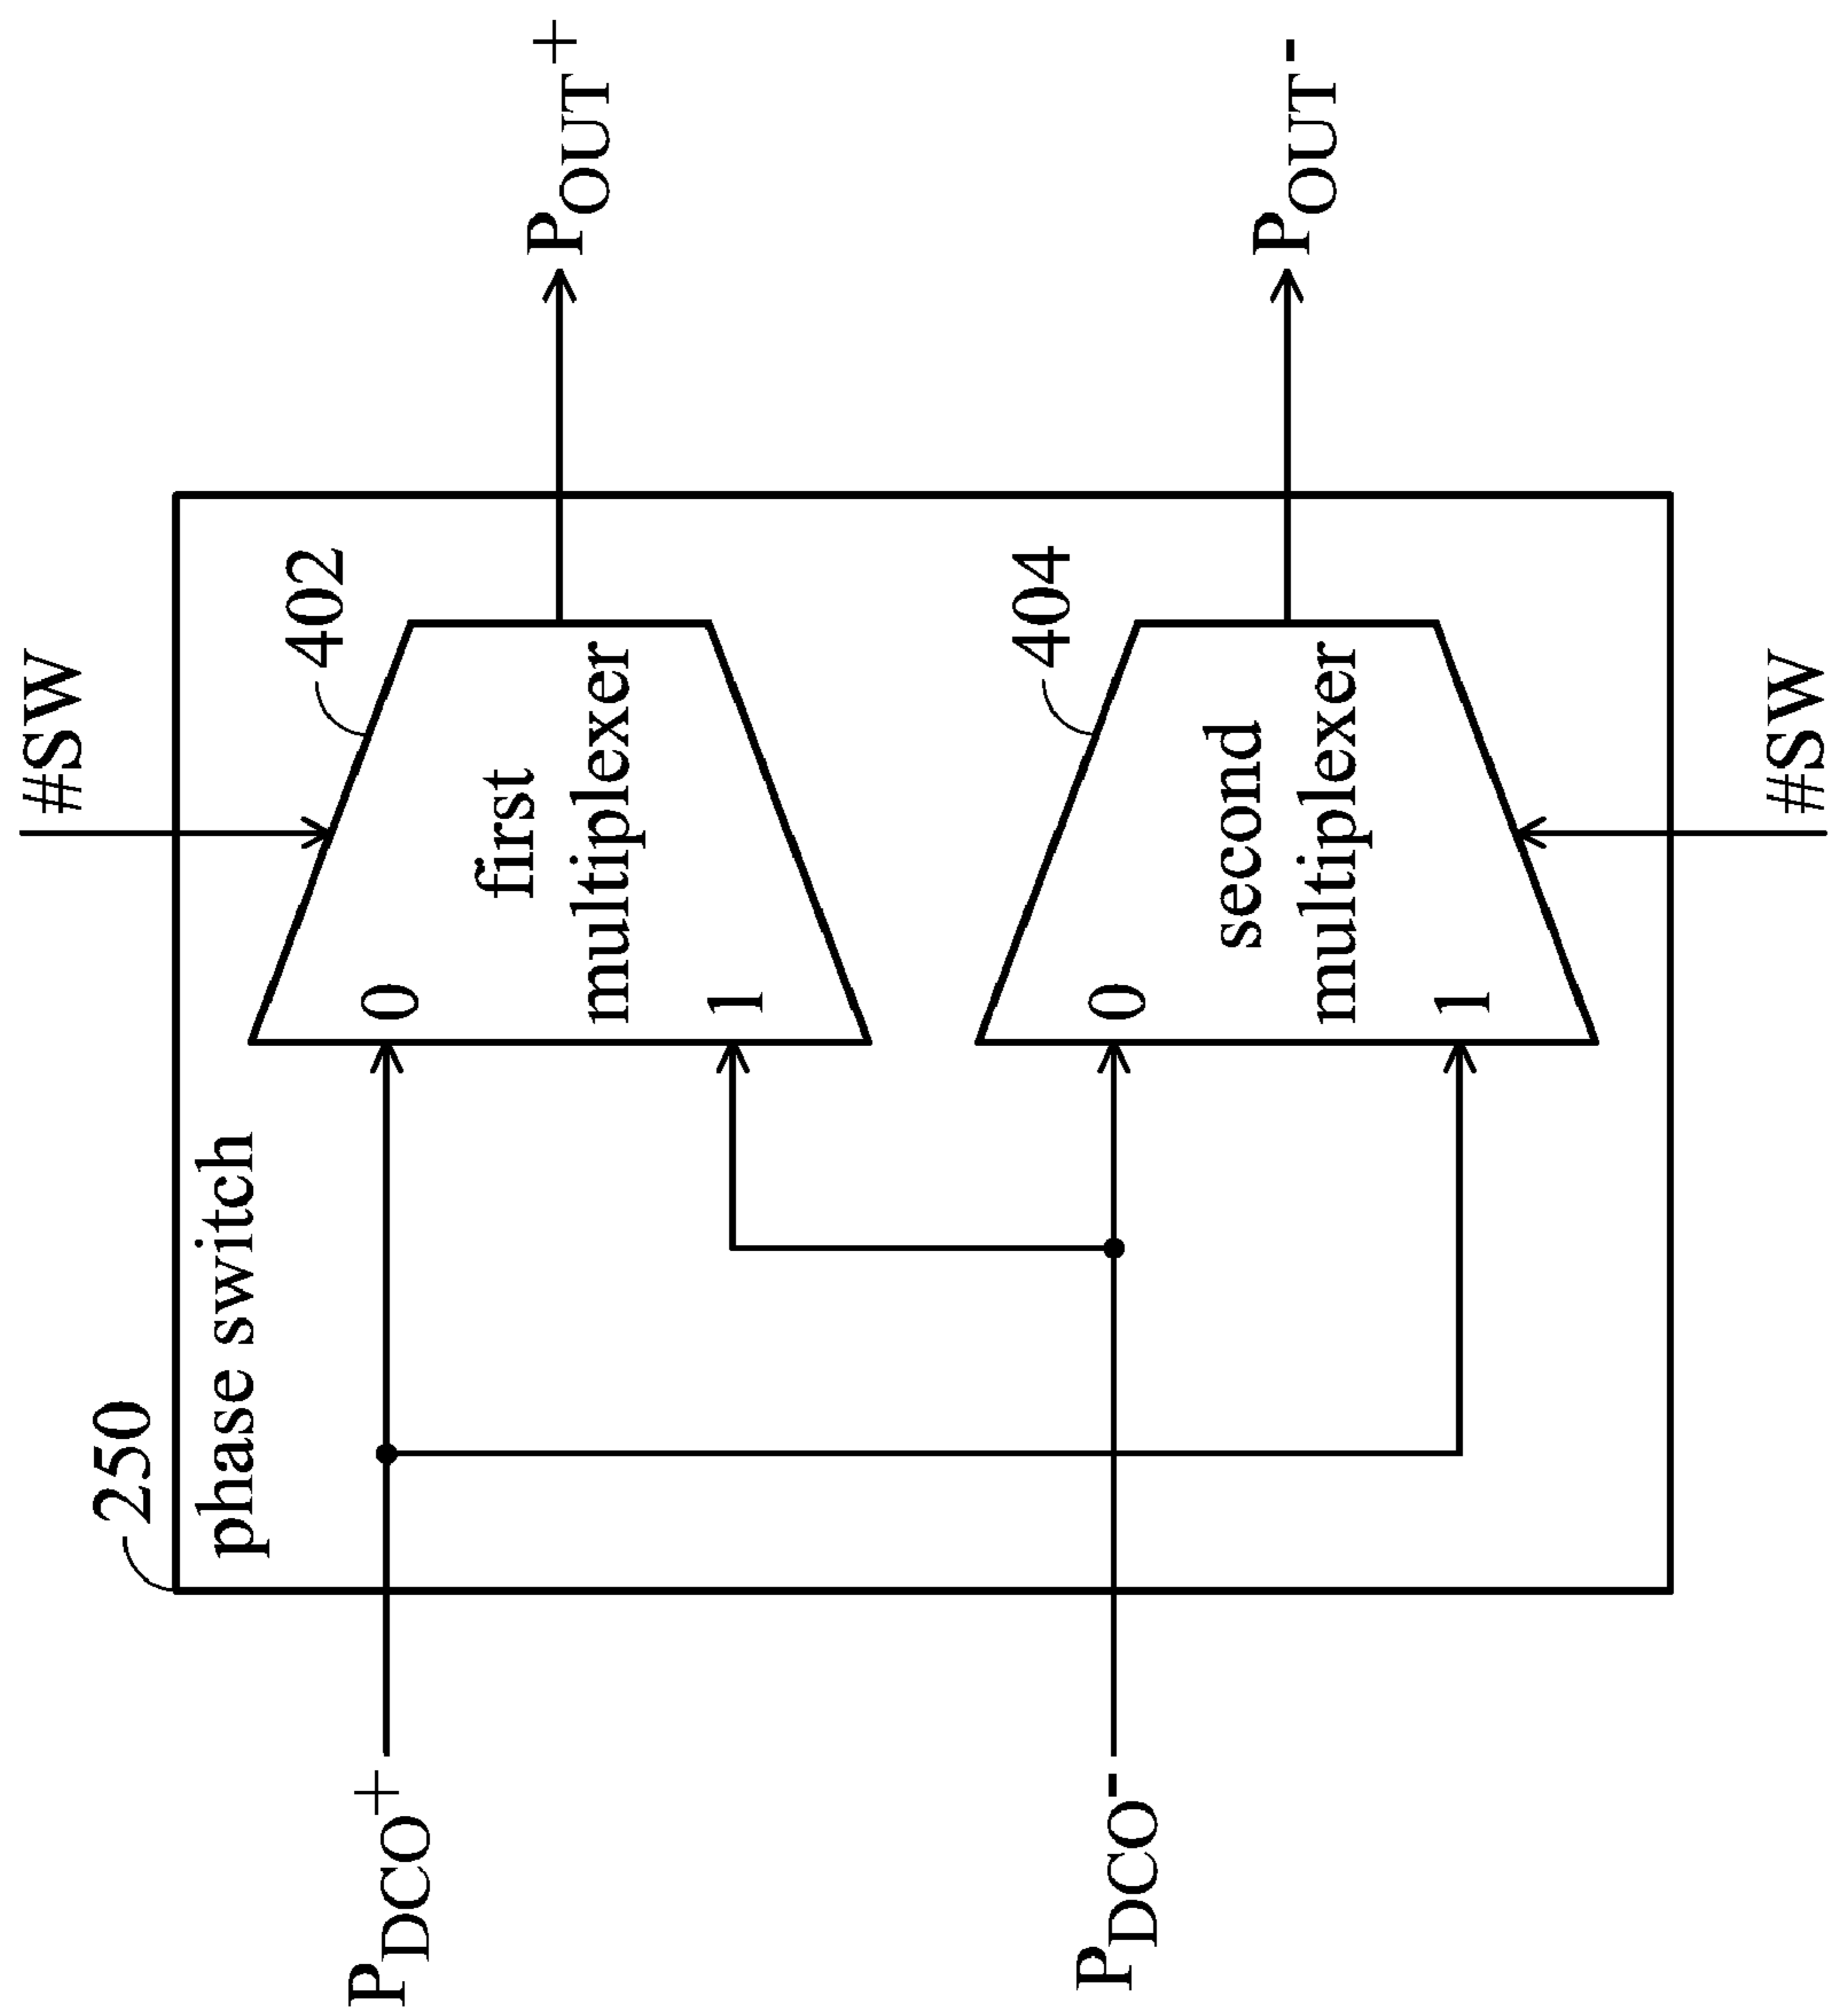 250
phase switch
#SW
402
P_DCO+
0
first
multiplexer
1
P_OUT+
404
P_DCO-
0
second
multiplexer
1
P_OUT-
#SW